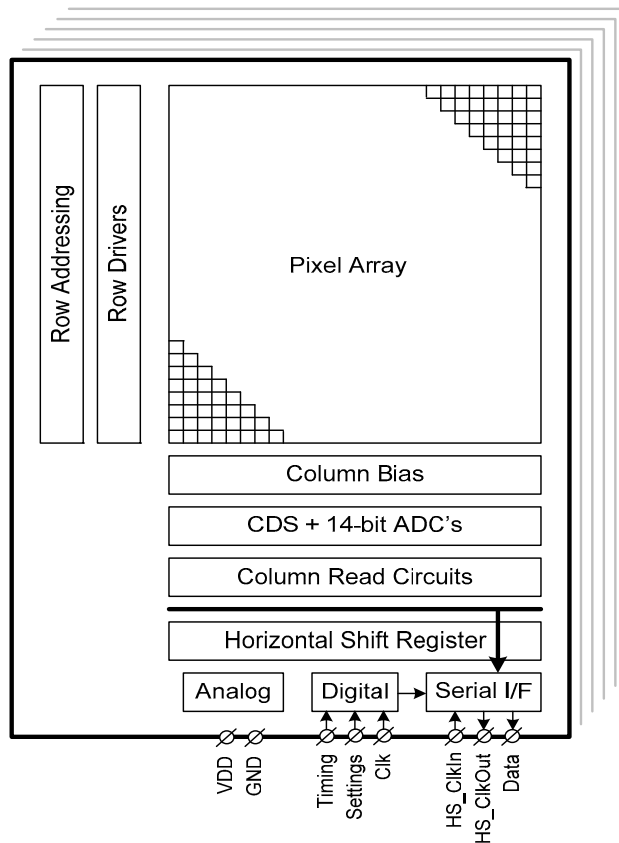 Row Addressing
Row Drivers
Pixel Array
Column Bias
CDS + 14-bit ADC's
Column Read Circuits
Horizontal Shift Register
Analog
Digital
Serial I/F
VDD
GND
Timing
Settings
Clk
HS_ClkIn
HS_ClkOut
Data